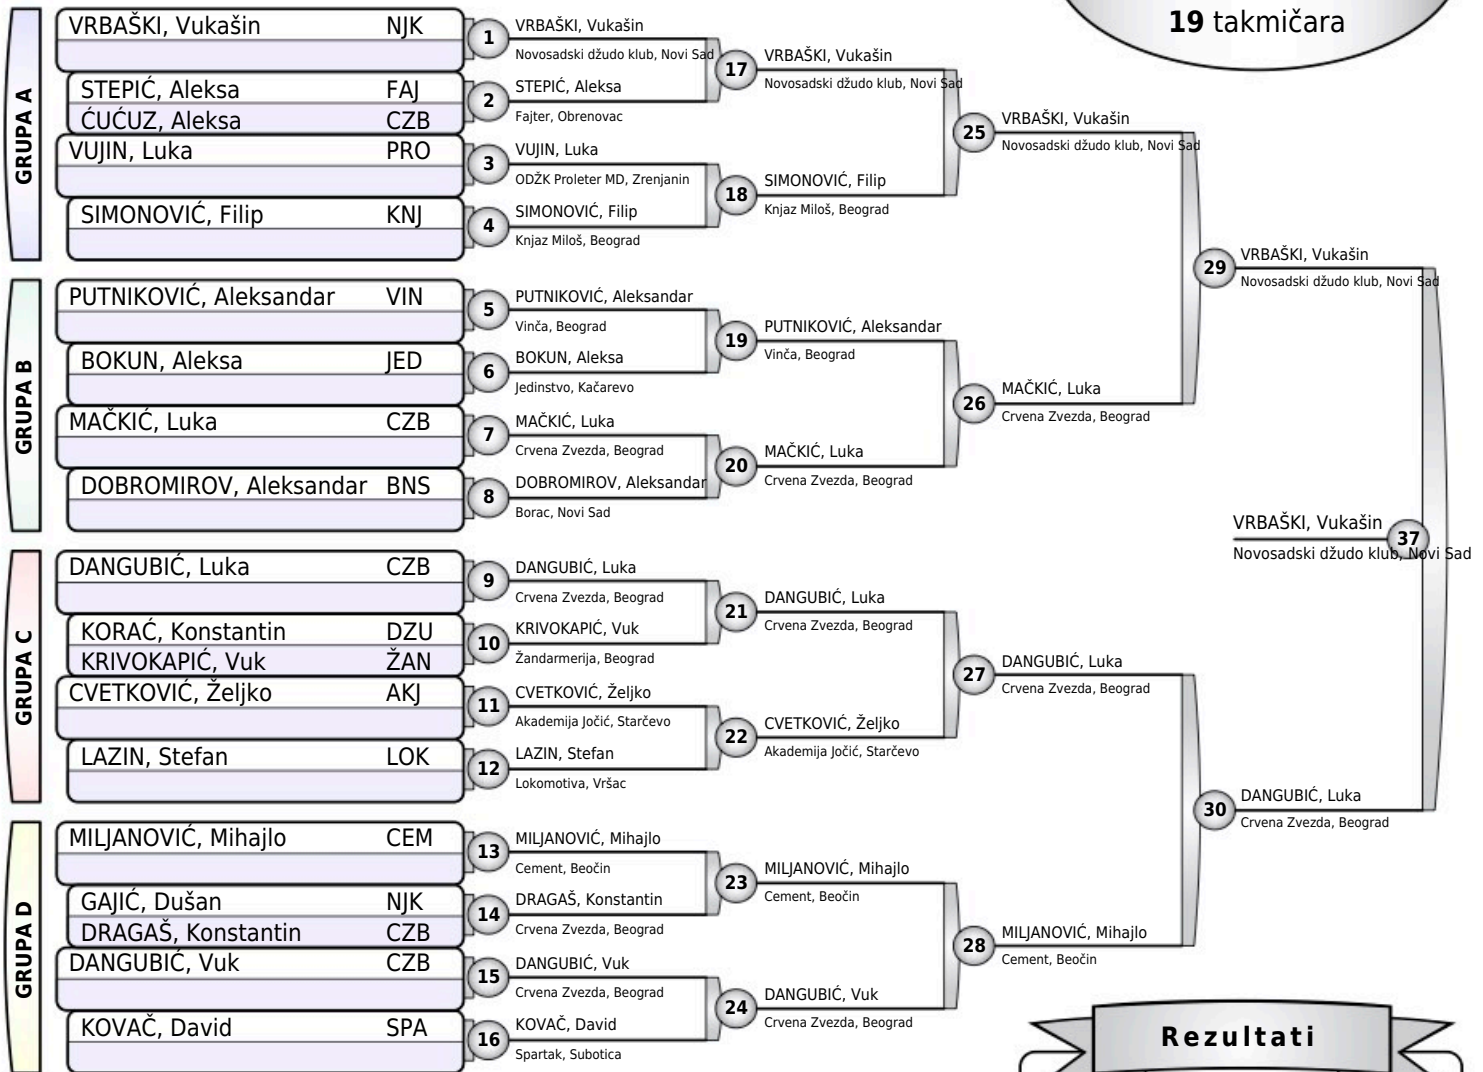 19 takmičara
GRUPA A
VRBAŠKI, Vukašin NJK
STEPIĆ, Aleksa FAJ
ĆUĆUZ, Aleksa CZB
VUJIN, Luka PRO
SIMONOVIĆ, Filip KNJ
GRUPA B
PUTNIKOVIĆ, Aleksandar VIN
BOKUN, Aleksa JED
MAČKIĆ, Luka CZB
DOBROMIROV, Aleksandar BNS
GRUPA C
DANGUBIĆ, Luka CZB
KORAĆ, Konstantin DZU
KRIVOKAPIĆ, Vuk ŽAN
CVETKOVIĆ, Željko AKJ
LAZIN, Stefan LOK
GRUPA D
MILJANOVIĆ, Mihajlo CEM
GAJIĆ, Dušan NJK
DRAGAŠ, Konstantin CZB
DANGUBIĆ, Vuk CZB
KOVAČ, David SPA
1 VRBAŠKI, Vukašin
Novosadski džudo klub, Novi Sad
2 STEPIĆ, Aleksa
Fajter, Obrenovac
3 VUJIN, Luka
ODŽK Proleter MD, Zrenjanin
4 SIMONOVIĆ, Filip
Knjaz Miloš, Beograd
5 PUTNIKOVIĆ, Aleksandar
Vinča, Beograd
6 BOKUN, Aleksa
Jedinstvo, Kačarevo
7 MAČKIĆ, Luka
Crvena Zvezda, Beograd
8 DOBROMIROV, Aleksandar
Borac, Novi Sad
9 DANGUBIĆ, Luka
Crvena Zvezda, Beograd
10 KRIVOKAPIĆ, Vuk
Žandarmerija, Beograd
11 CVETKOVIĆ, Željko
Akademija Jočić, Starčevo
12 LAZIN, Stefan
Lokomotiva, Vršac
13 MILJANOVIĆ, Mihajlo
Cement, Beočin
14 DRAGAŠ, Konstantin
Crvena Zvezda, Beograd
15 DANGUBIĆ, Vuk
Crvena Zvezda, Beograd
16 KOVAČ, David
Spartak, Subotica
17 VRBAŠKI, Vukašin
Novosadski džudo klub, Novi Sad
18 SIMONOVIĆ, Filip
Knjaz Miloš, Beograd
19 PUTNIKOVIĆ, Aleksandar
Vinča, Beograd
20 MAČKIĆ, Luka
Crvena Zvezda, Beograd
21 DANGUBIĆ, Luka
Crvena Zvezda, Beograd
22 CVETKOVIĆ, Željko
Akademija Jočić, Starčevo
23 MILJANOVIĆ, Mihajlo
Cement, Beočin
24 DANGUBIĆ, Vuk
Crvena Zvezda, Beograd
25 VRBAŠKI, Vukašin
Novosadski džudo klub, Novi Sad
26 MAČKIĆ, Luka
Crvena Zvezda, Beograd
27 DANGUBIĆ, Luka
Crvena Zvezda, Beograd
28 MILJANOVIĆ, Mihajlo
Cement, Beočin
29 VRBAŠKI, Vukašin
Novosadski džudo klub, Novi Sad
30 DANGUBIĆ, Luka
Crvena Zvezda, Beograd
VRBAŠKI, Vukašin 37
Novosadski džudo klub, Novi Sad
Rezultati